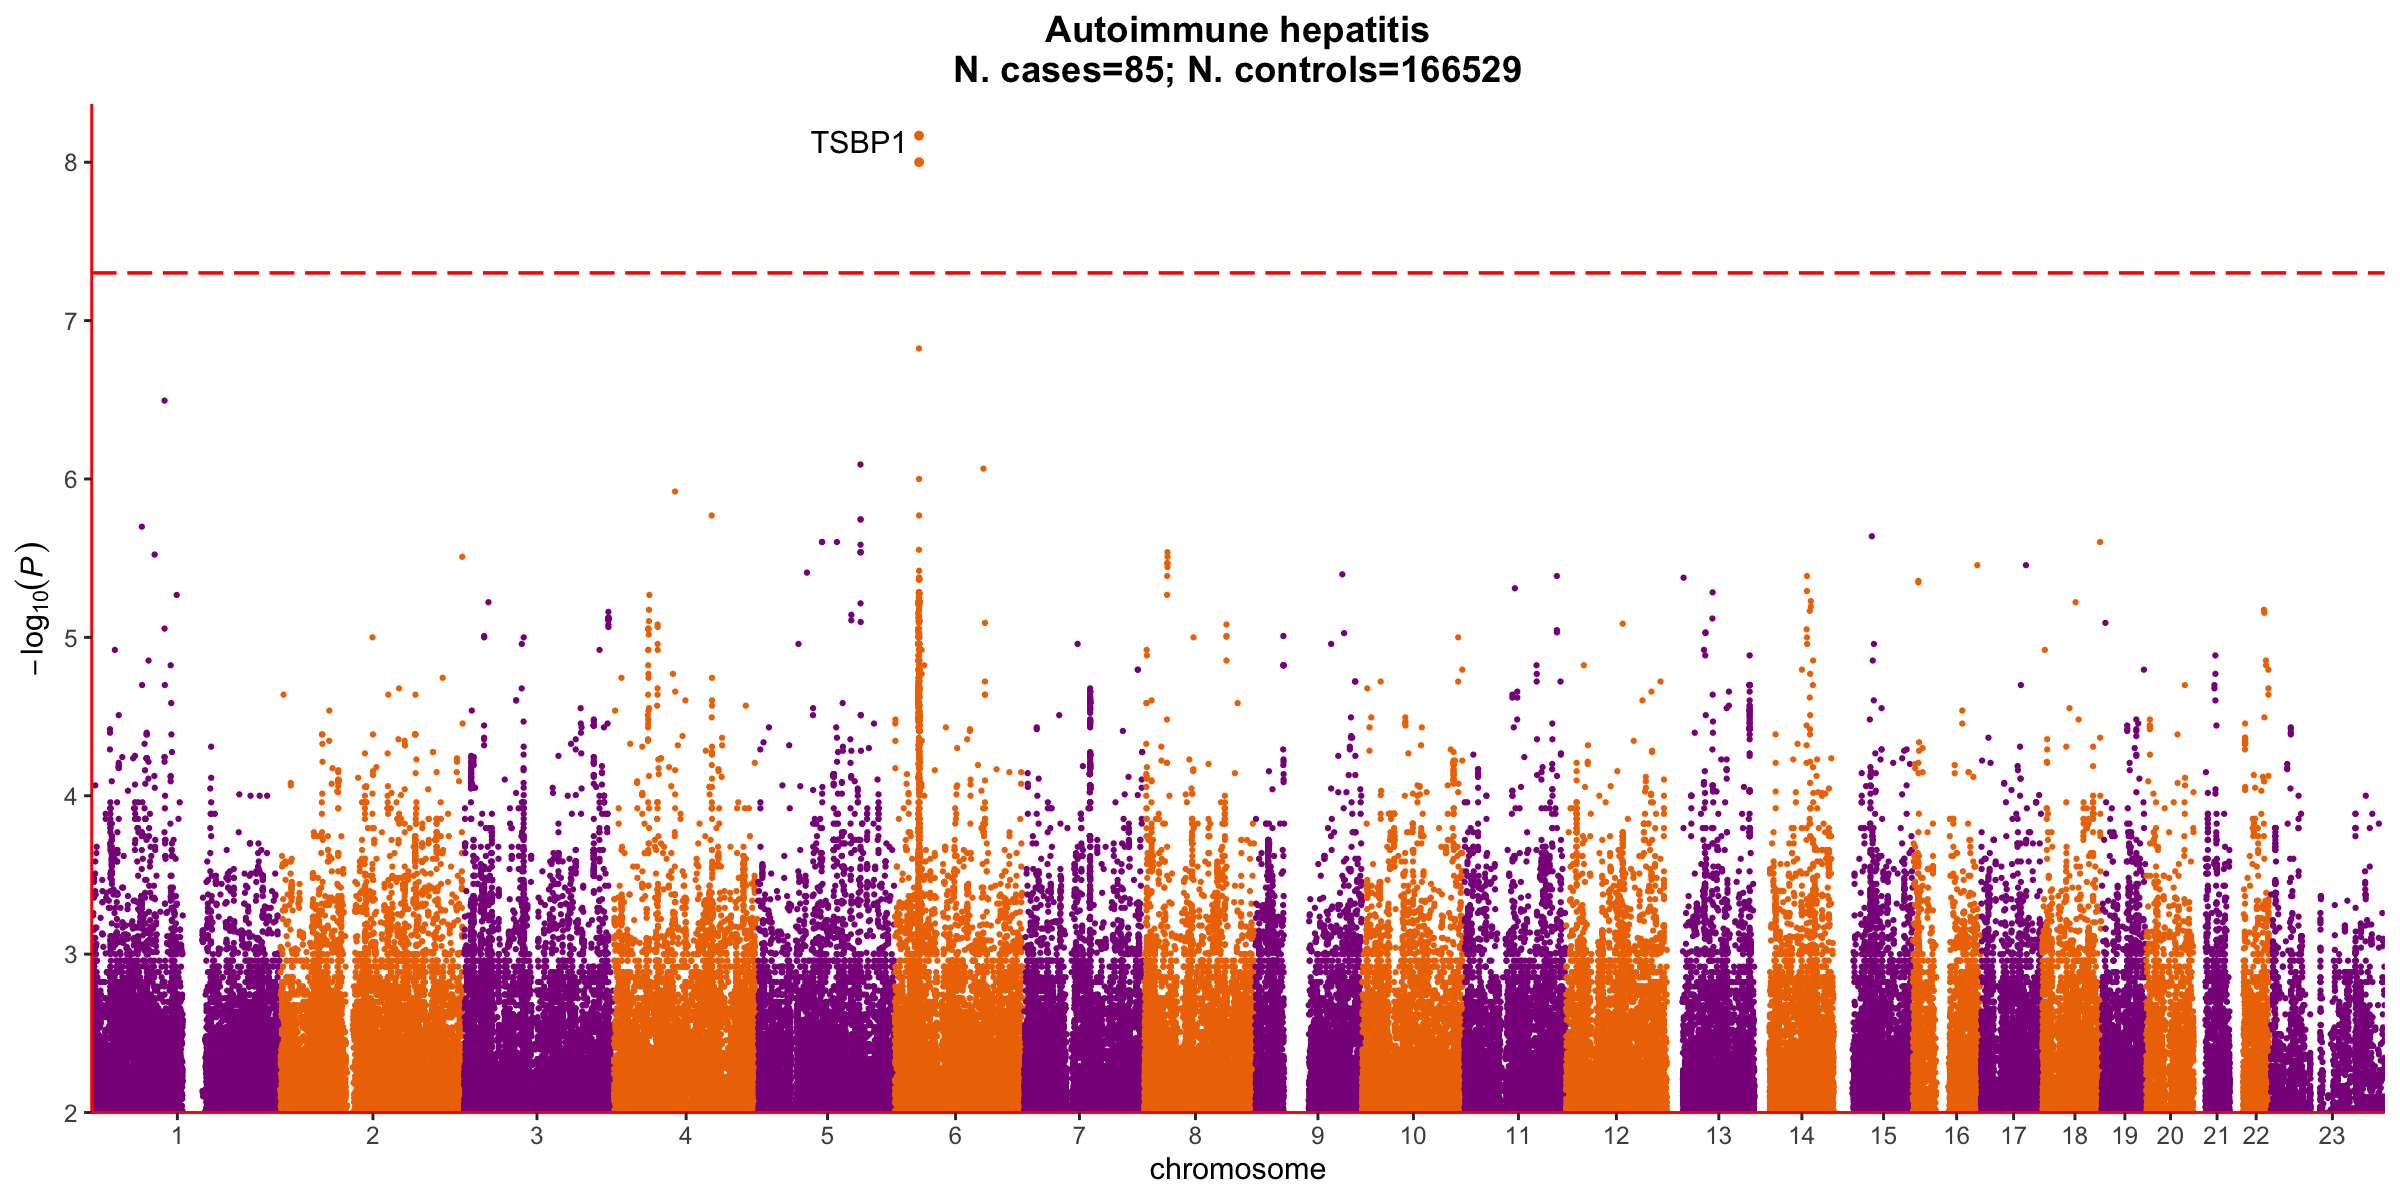 Autoimmune hepatitis
N. cases=85; N. controls=166529
TSBP1
8
7
6
5
4
3
2
−log10(P)
1 2 3 4 5 6 7 8 9 10 11 12 13 14 15 16 17 18 19 20 21 22 23
chromosome